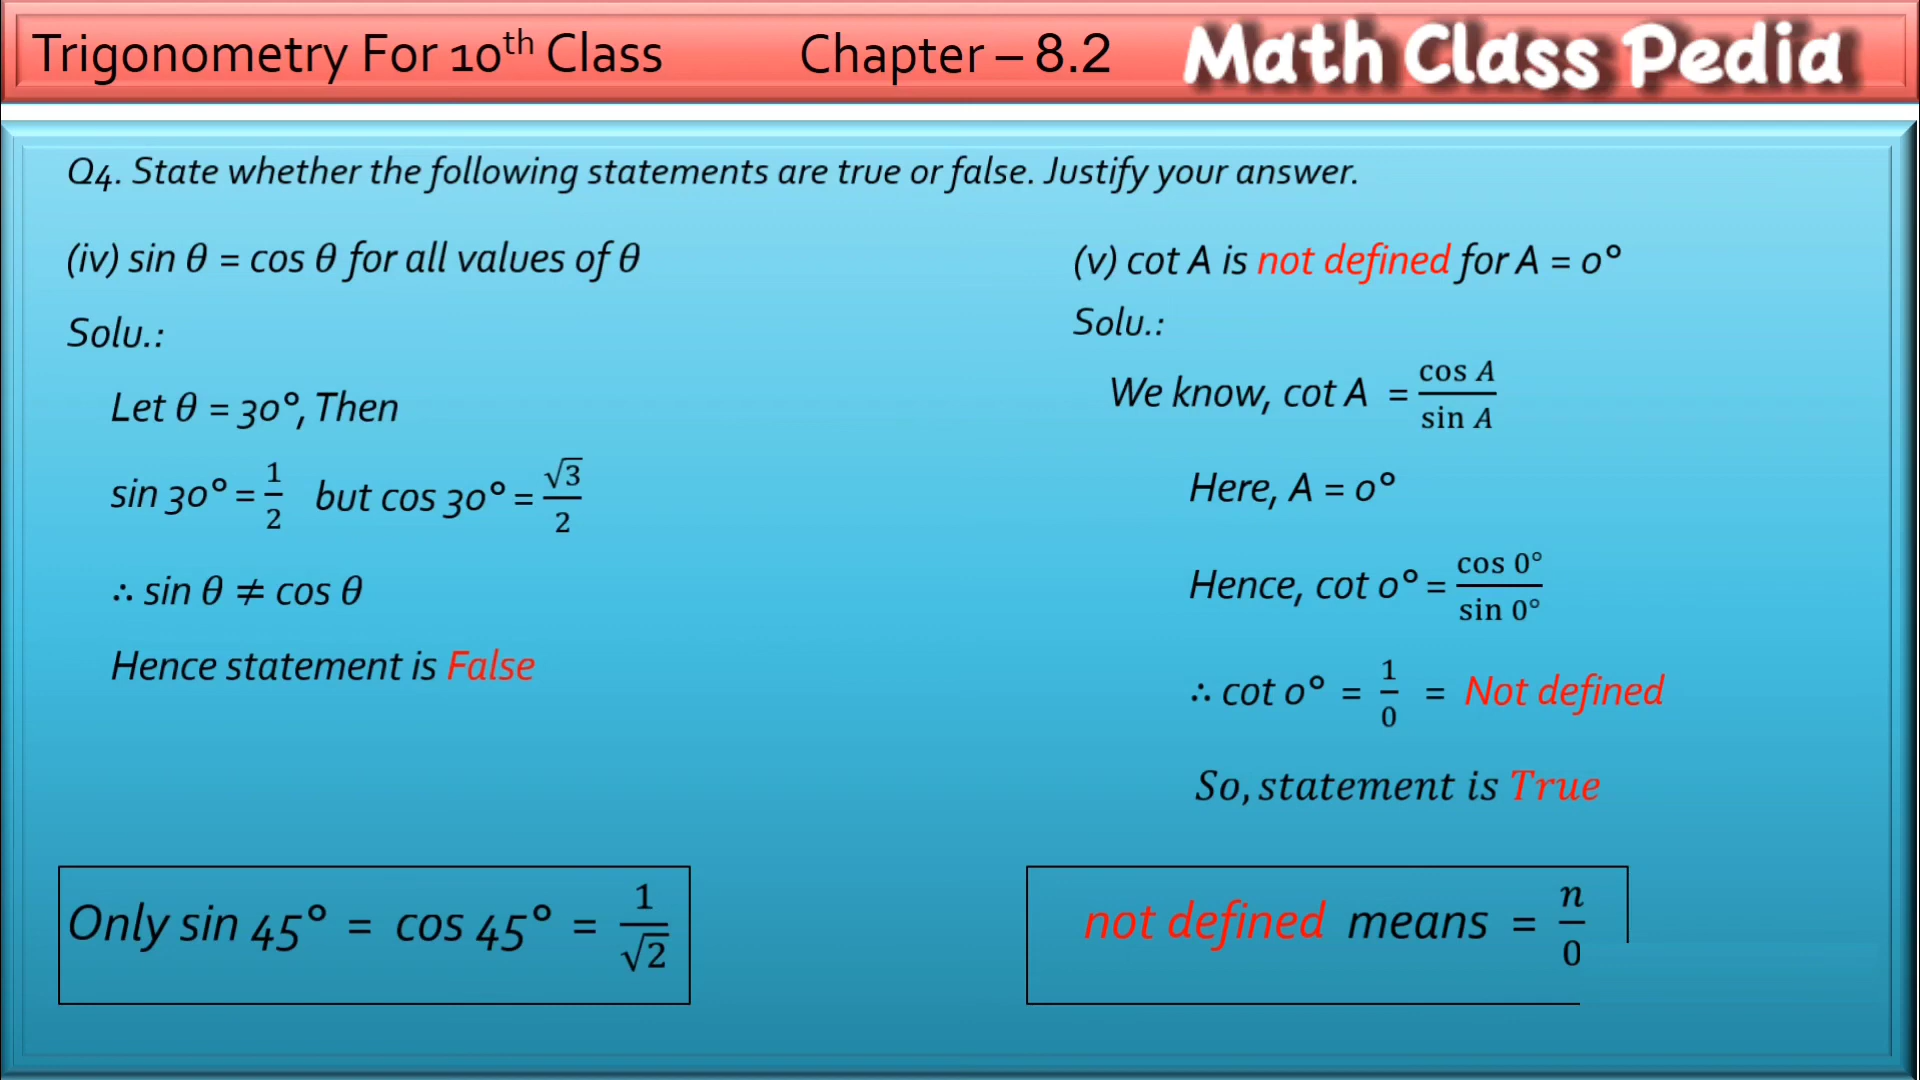 Trigonometry For 10th Class Chapter – 8.2 Math Class Pedia
Q4. State whether the following statements are true or false. Justify your answer.
(iv) sin θ = cos θ for all values of θ
Solu.:
Let θ = 30°, Then
sin 30° = 1/2 but cos 30° = √3/2
∴ sin θ ≠ cos θ
Hence statement is False
Only sin 45° = cos 45° = 1/√2
(v) cot A is not defined for A = 0°
Solu.:
We know, cot A = cos A/sin A
Here, A = 0°
Hence, cot 0° = cos 0°/sin 0°
∴ cot 0° = 1/0 = Not defined
So, statement is True
not defined means = n/0